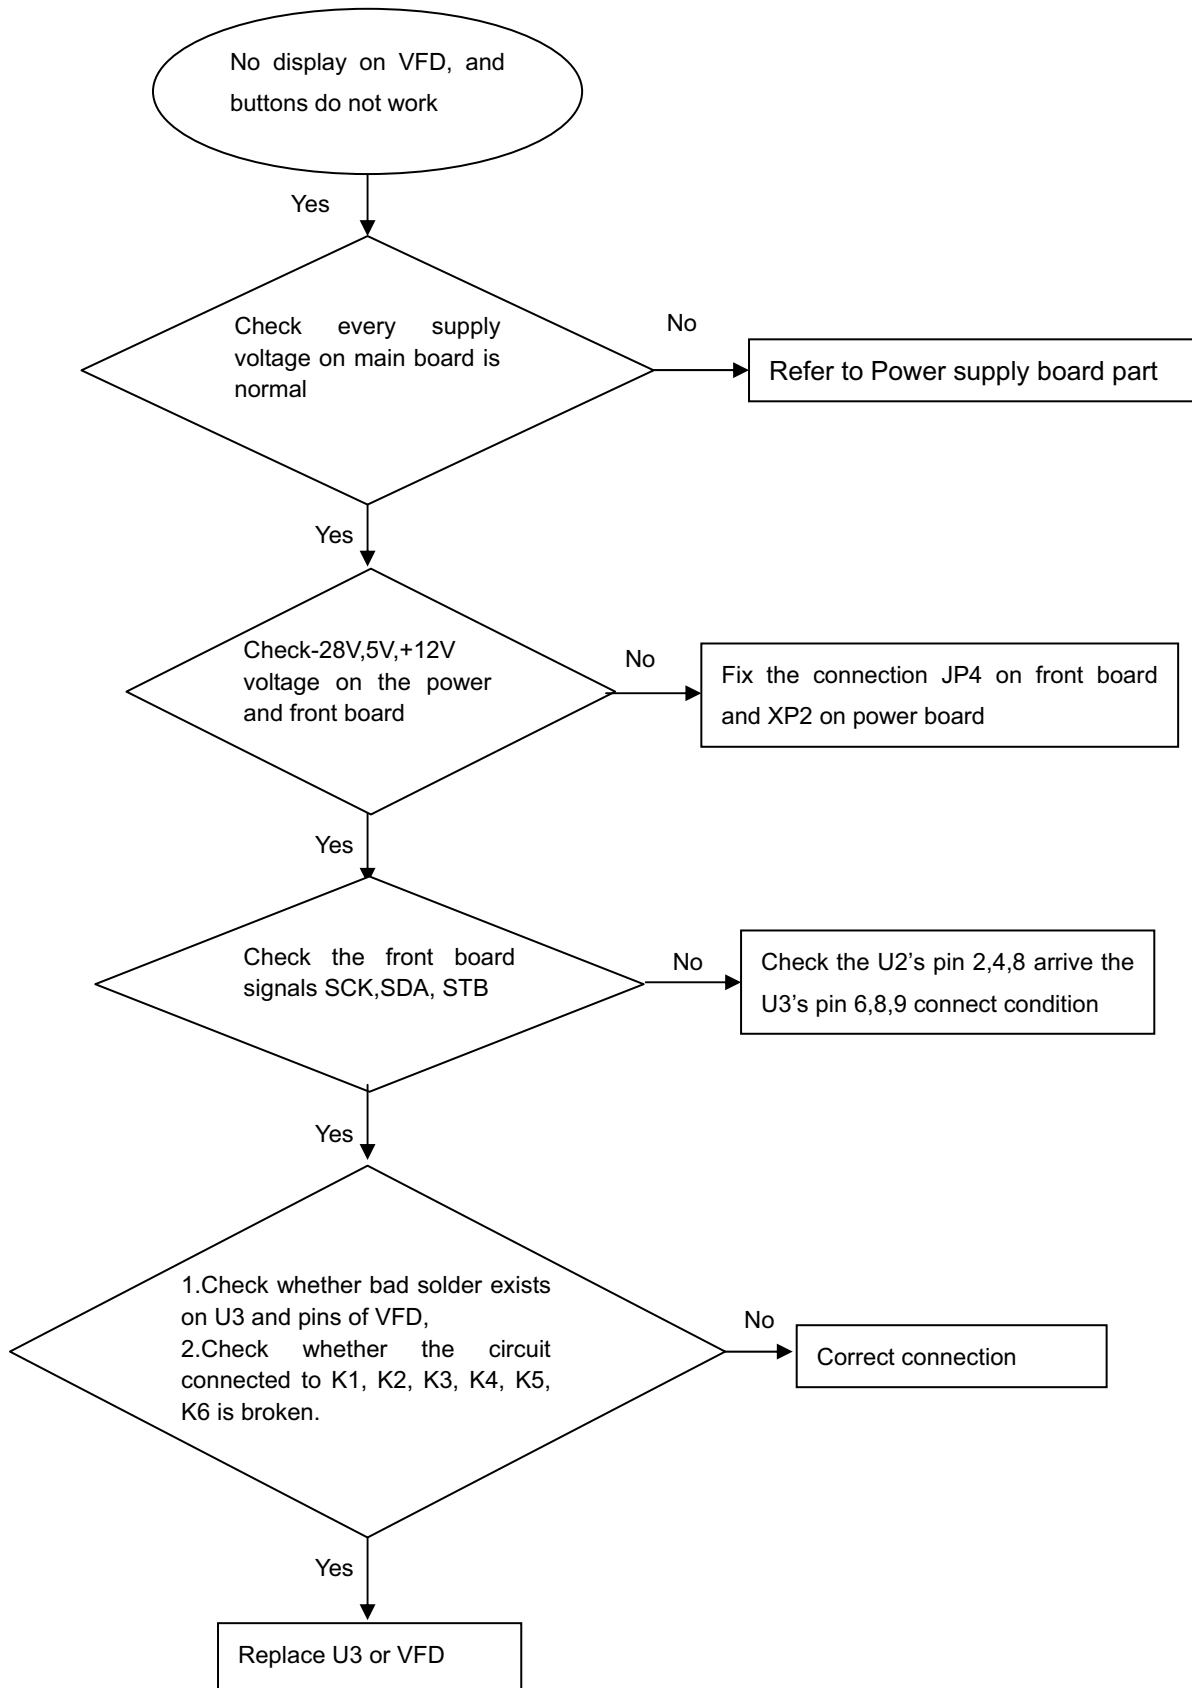 No display on VFD, and
buttons do not work
Yes
Check every supply
voltage on main board is
normal
No
Refer to Power supply board part
Yes
Check-28V,5V,+12V
voltage on the power
and front board
No
Fix the connection JP4 on front board
and XP2 on power board
Yes
Check the front board
signals SCK,SDA, STB
No
Check the U2's pin 2,4,8 arrive the
U3's pin 6,8,9 connect condition
Yes
1.Check whether bad solder exists
on U3 and pins of VFD,
2.Check whether the circuit
connected to K1, K2, K3, K4, K5,
K6 is broken.
No
Correct connection
Yes
Replace U3 or VFD